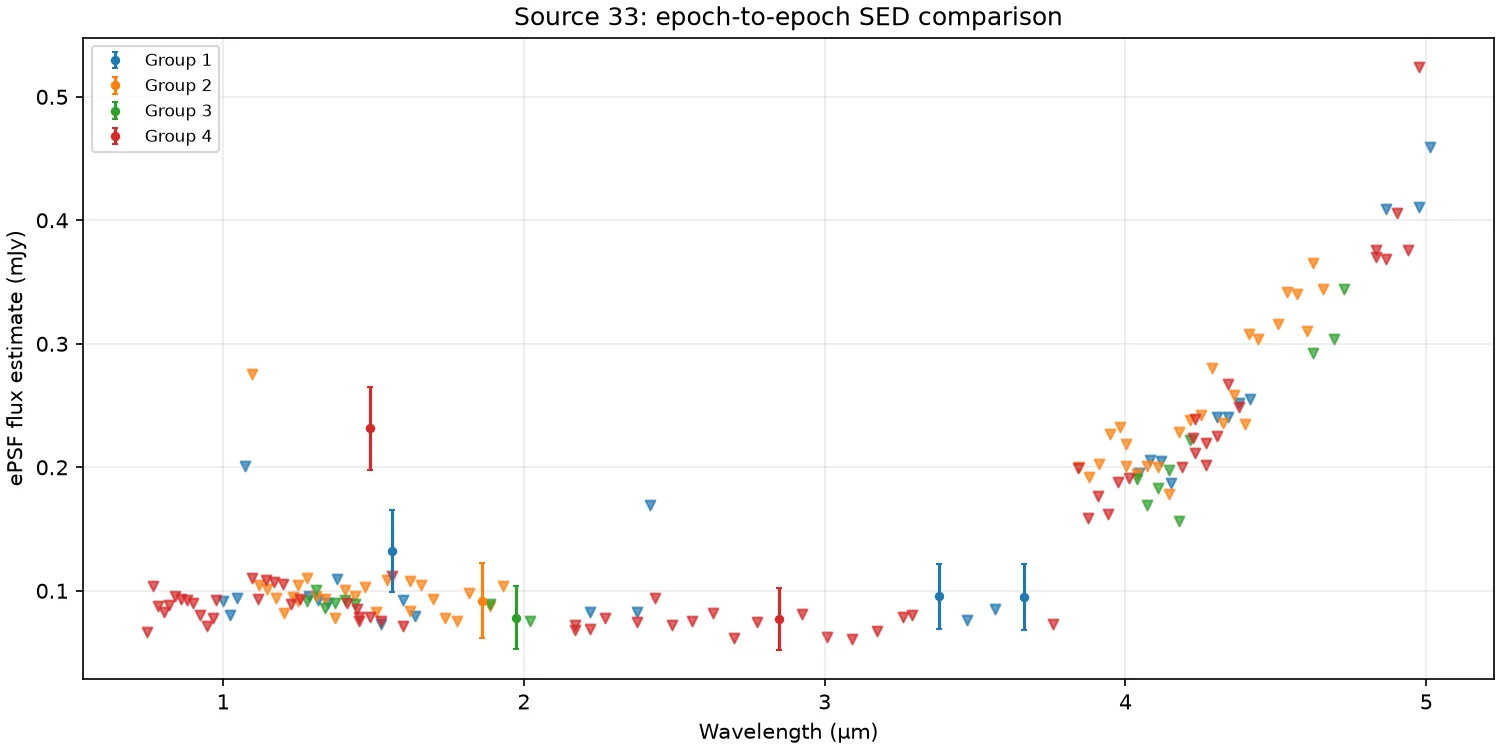 Source 33: epoch-to-epoch SED comparison
Group 1
Group 2
Group 3
Group 4
ePSF flux estimate (mJy)
0.5
0.4
0.3
0.2
0.1
1 2 3 4 5
Wavelength (µm)